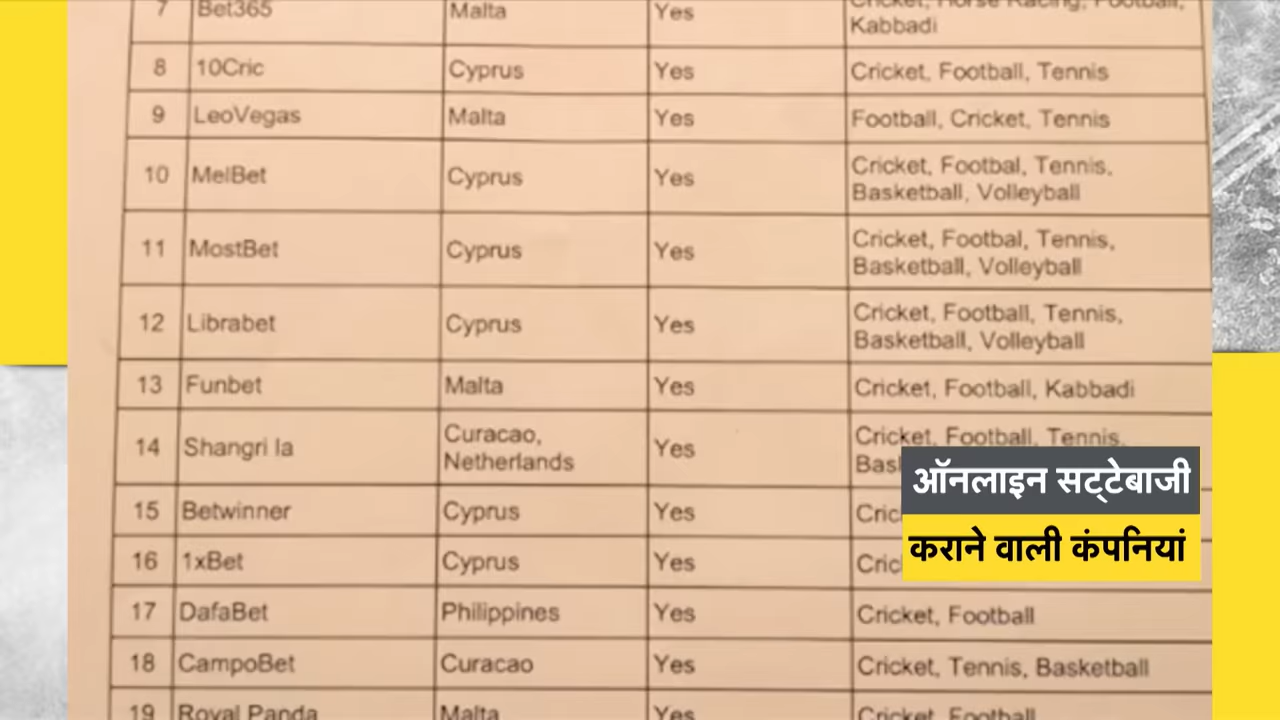 7 Bet365 Malta Yes Cricket, Horse Racing, Football,
Kabbadi
8 10Cric Cyprus Yes Cricket, Football, Tennis
9 LeoVegas Malta Yes Football, Cricket, Tennis
10 MelBet Cyprus Yes Cricket, Footbal, Tennis,
Basketball, Volleyball
11 MostBet Cyprus Yes Cricket, Footbal, Tennis,
Basketball, Volleyball
12 Librabet Cyprus Yes Cricket, Football, Tennis,
Basketball, Volleyball
13 Funbet Malta Yes Cricket, Football, Kabbadi
14 Shangri la Curacao, Yes Cricket, Football, Tennis,
Netherlands
15 Betwinner Cyprus Yes
16 1xBet Cyprus Yes
17 DafaBet Philippines Yes Cricket, Football
18 CampoBet Curacao Yes Cricket, Tennis, Basketball
19 Royal Panda Malta Yes Cricket, Football
ऑनलाइन सट्टेबाजी
कराने वाली कंपनियां